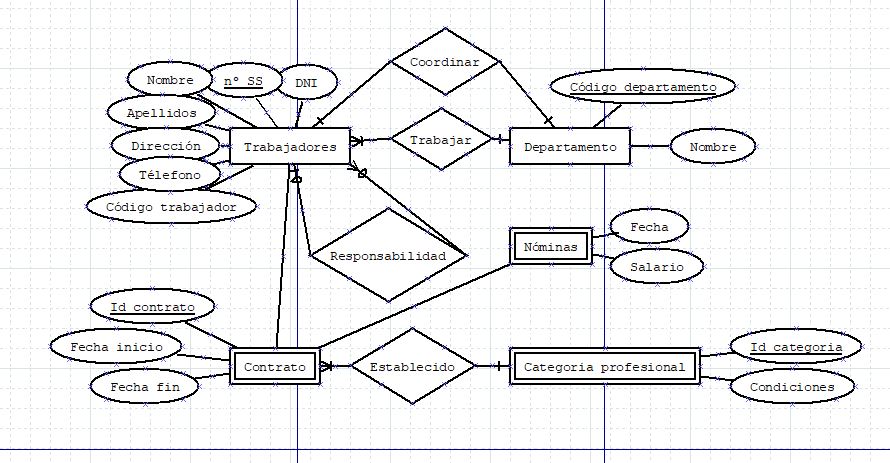 Coordinar
Nombre
nº SS
DNI
Código departamento
Apellidos
Dirección
Trabajadores
Trabajar
Departamento
Nombre
Télefono
Código trabajador
Fecha
Responsabilidad
Nóminas
Salario
Id contrato
Fecha inicio
Id categoria
Contrato
Establecido
Categoria profesional
Fecha fin
Condiciones